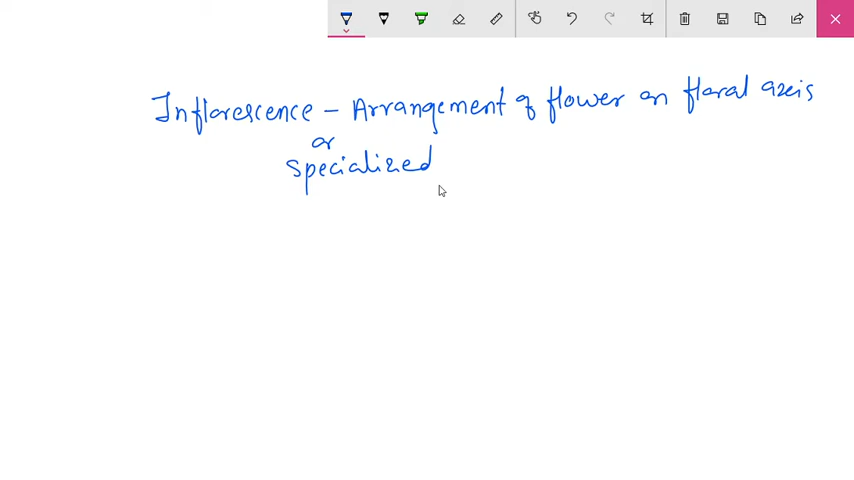 Inflorescence - Arrangement of flower on floral axis
or
specialized